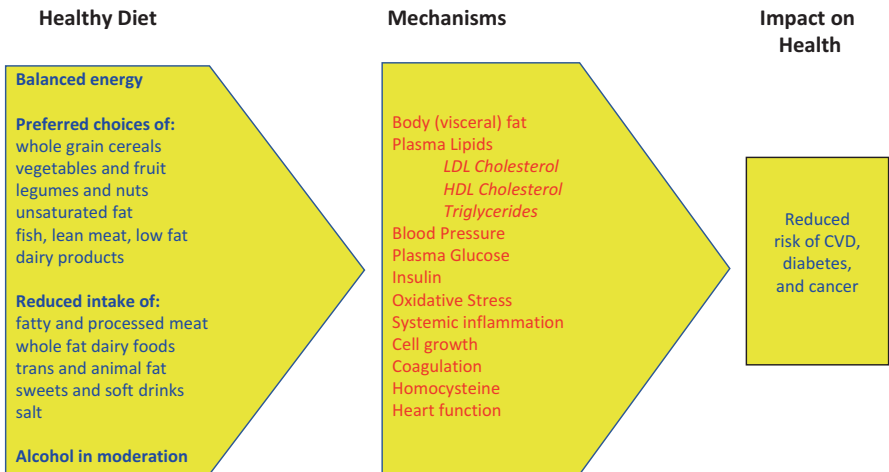 Healthy Diet
Balanced energy
Preferred choices of:
whole grain cereals
vegetables and fruit
legumes and nuts
unsaturated fat
fish, lean meat, low fat
dairy products
Reduced intake of:
fatty and processed meat
whole fat dairy foods
trans and animal fat
sweets and soft drinks
salt
Alcohol in moderation
Mechanisms
Body (visceral) fat
Plasma Lipids
LDL Cholesterol
HDL Cholesterol
Triglycerides
Blood Pressure
Plasma Glucose
Insulin
Oxidative Stress
Systemic inflammation
Cell growth
Coagulation
Homocysteine
Heart function
Impact on
Health
Reduced
risk of CVD,
diabetes,
and cancer